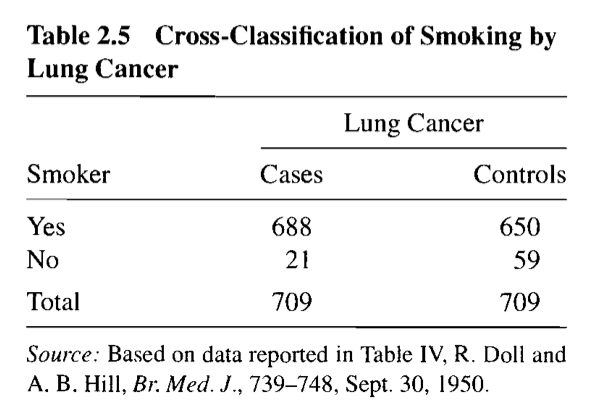 Table 2.5 Cross-Classification of Smoking by
Lung Cancer
Lung Cancer
Smoker Cases Controls
Yes 688 650
No 21 59
Total 709 709
Source: Based on data reported in Table IV, R. Doll and
A. B. Hill, Br. Med. J., 739–748, Sept. 30, 1950.